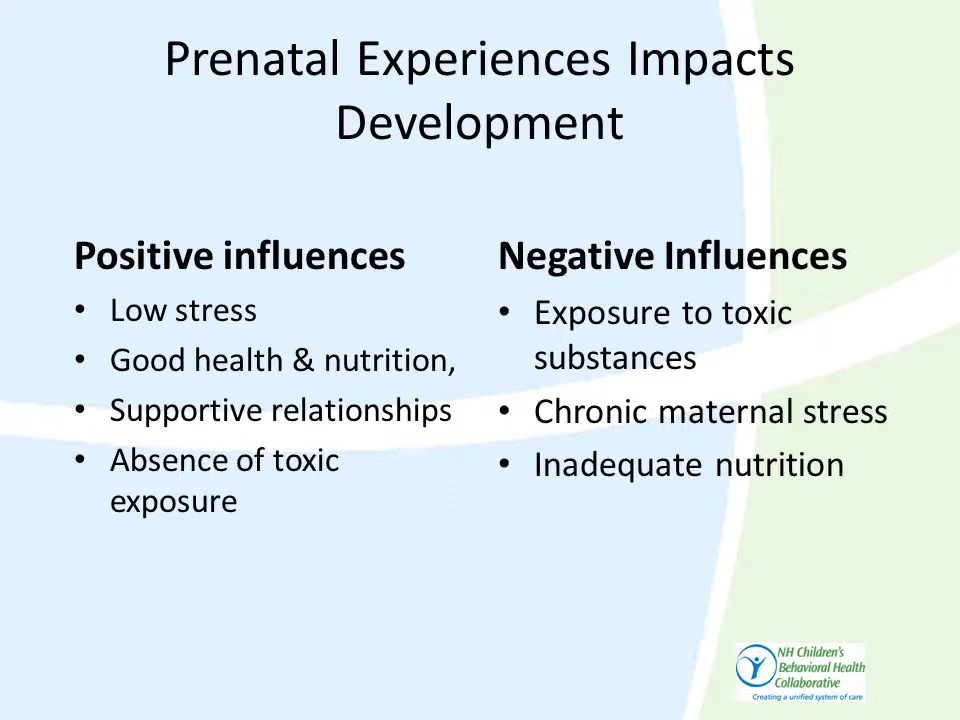 Prenatal Experiences Impacts
Development
Positive influences
• Low stress
• Good health & nutrition,
• Supportive relationships
• Absence of toxic
exposure
Negative Influences
• Exposure to toxic
substances
• Chronic maternal stress
• Inadequate nutrition
NH Children's
Behavioral Health
Collaborative
Creating a unified system of care